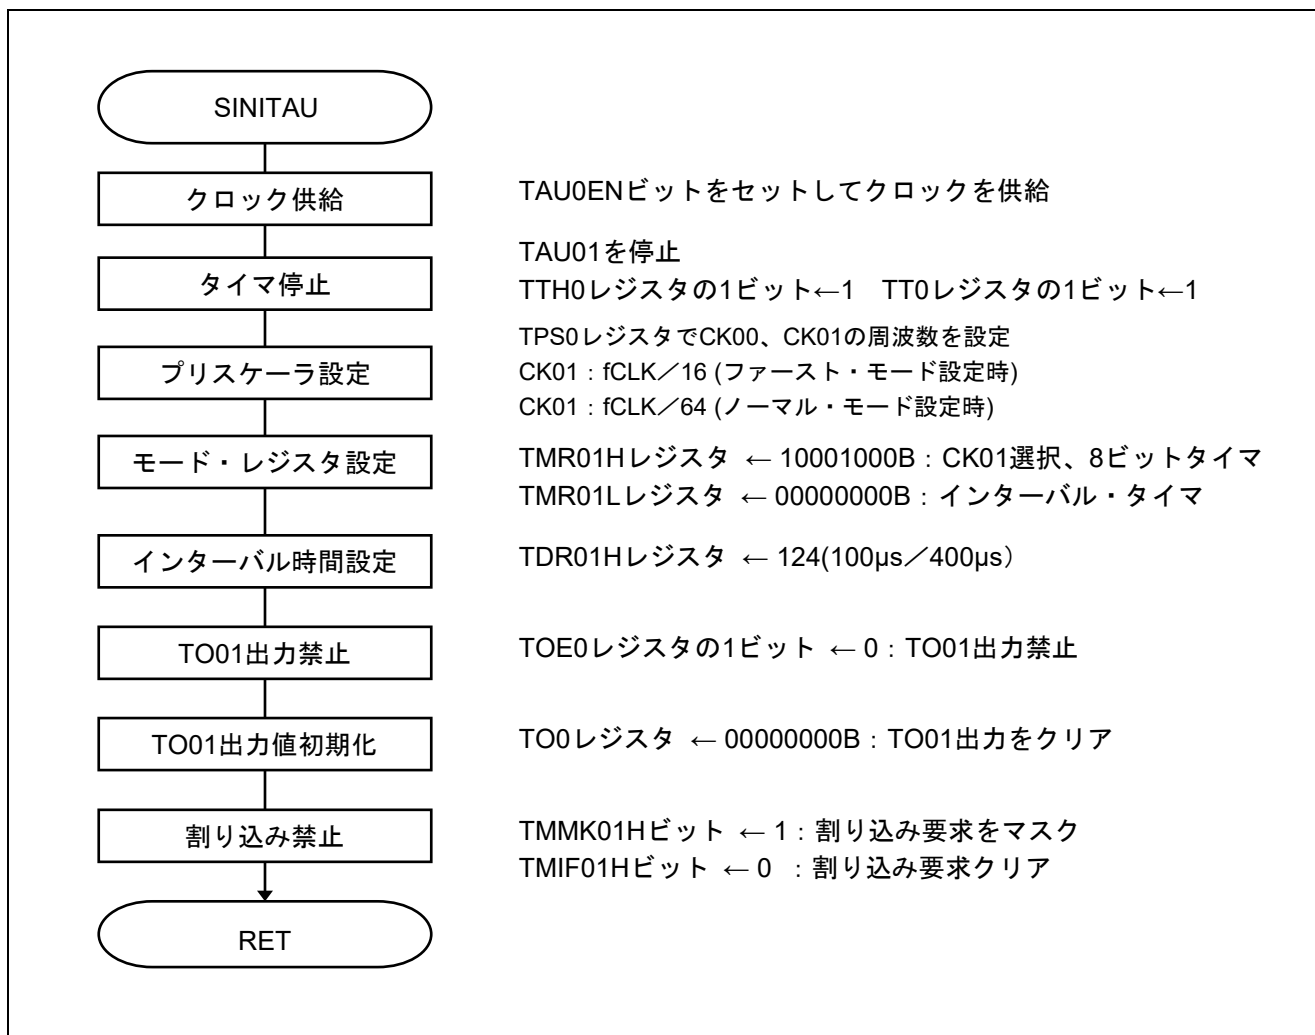 SINITAU
クロック供給
TAU0ENビットをセットしてクロックを供給
タイマ停止
TAU01を停止
TTH0レジスタの1ビット←1　TT0レジスタの1ビット←1
プリスケーラ設定
TPS0レジスタでCK00、CK01の周波数を設定
CK01：fCLK／16 (ファースト・モード設定時)
CK01：fCLK／64 (ノーマル・モード設定時)
モード・レジスタ設定
TMR01Hレジスタ ← 10001000B：CK01選択、8ビットタイマ
TMR01Lレジスタ ← 00000000B：インターバル・タイマ
インターバル時間設定
TDR01Hレジスタ ← 124(100µs／400µs）
TO01出力禁止
TOE0レジスタの1ビット ← 0：TO01出力禁止
TO01出力値初期化
TO0レジスタ ← 00000000B：TO01出力をクリア
割り込み禁止
TMMK01Hビット ← 1：割り込み要求をマスク
TMIF01Hビット ← 0 ：割り込み要求クリア
RET